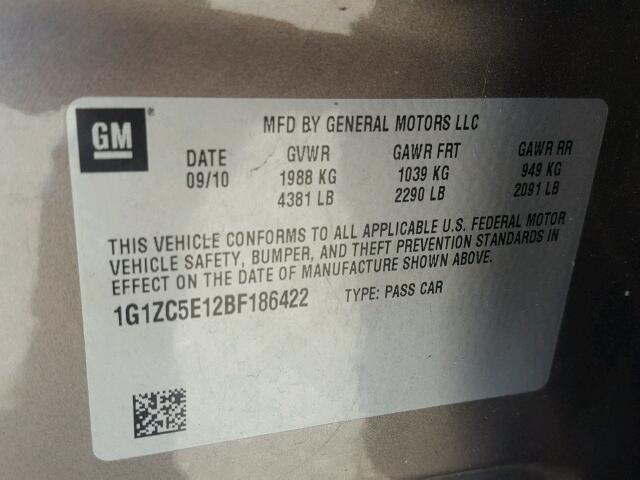 GM ®
MFD BY GENERAL MOTORS LLC
DATE GVWR GAWR FRT GAWR RR
09/10 1988 KG 1039 KG 949 KG
4381 LB 2290 LB 2091 LB
THIS VEHICLE CONFORMS TO ALL APPLICABLE U.S. FEDERAL MOTOR
VEHICLE SAFETY, BUMPER, AND THEFT PREVENTION STANDARDS IN
EFFECT ON THE DATE OF MANUFACTURE SHOWN ABOVE.
1G1ZC5E12BF186422 TYPE: PASS CAR